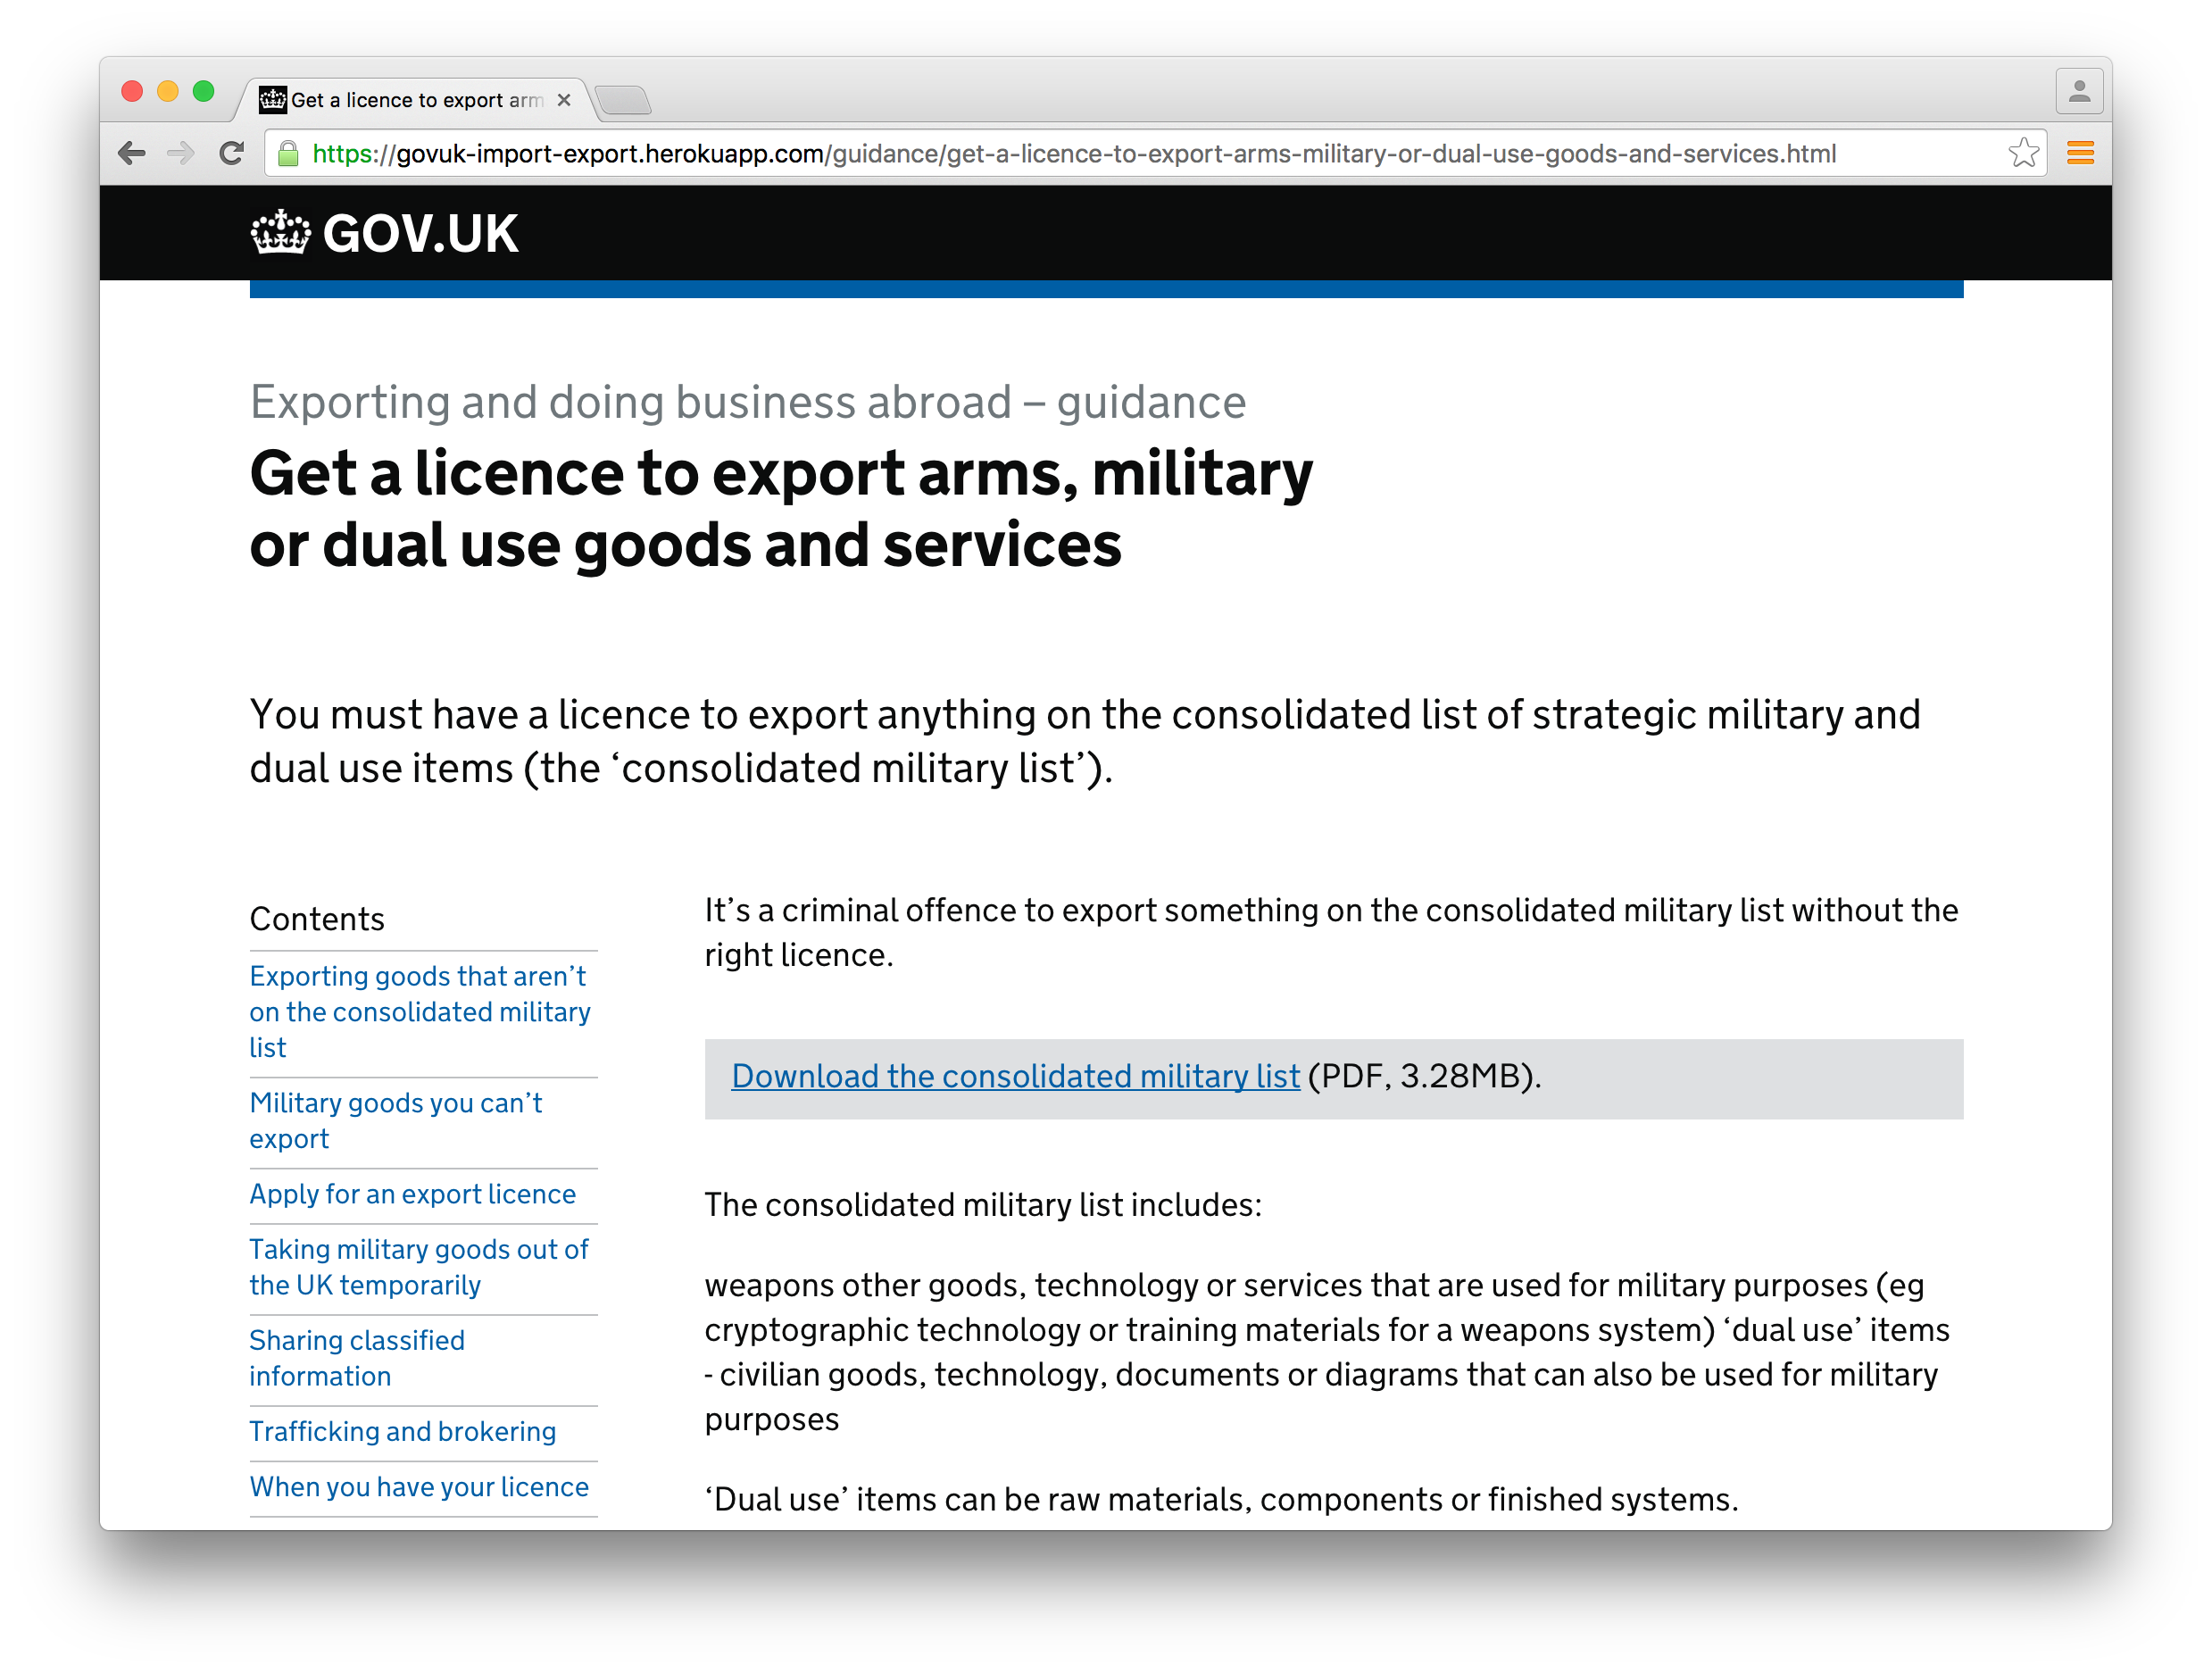 Get a licence to export arm
https://govuk-import-export.herokuapp.com/guidance/get-a-licence-to-export-arms-military-or-dual-use-goods-and-services.html
GOV.UK
Exporting and doing business abroad – guidance
Get a licence to export arms, military
or dual use goods and services
You must have a licence to export anything on the consolidated list of strategic military and
dual use items (the ‘consolidated military list’).
Contents
Exporting goods that aren’t
on the consolidated military
list
Military goods you can’t
export
Apply for an export licence
Taking military goods out of
the UK temporarily
Sharing classified
information
Trafficking and brokering
When you have your licence
It’s a criminal offence to export something on the consolidated military list without the
right licence.
Download the consolidated military list (PDF, 3.28MB).
The consolidated military list includes:
weapons other goods, technology or services that are used for military purposes (eg
cryptographic technology or training materials for a weapons system) ‘dual use’ items
- civilian goods, technology, documents or diagrams that can also be used for military
purposes
‘Dual use’ items can be raw materials, components or finished systems.